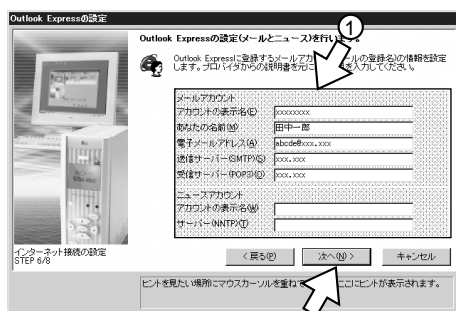 Outlook Expressの設定
Outlook Expressの設定(メールとニュース)を行います。
①
Outlook Expressに登録するメールアカ ールの登録名)の情報を設定
します。プロバイダからの説明書を元に を入力してください。
メールアカウント
アカウントの表示名(E) xxxxxxxx
あなたの名前(M) 田中一郎
電子メールアドレス(A) abcde@xxx.xxx
送信サーバー(SMTP)(S) xxx.xxx
受信サーバー(POP3)(O) xxx.xxx
ニュースアカウント
アカウントの表示名(W)
サーバー(NNTP)(T)
インターネット接続の設定
STEP 6/8
< 戻る(P) 次へ(N) > キャンセル
ヒントを見たい場所にマウスカーソルを重ねて ここにヒントが表示されます。